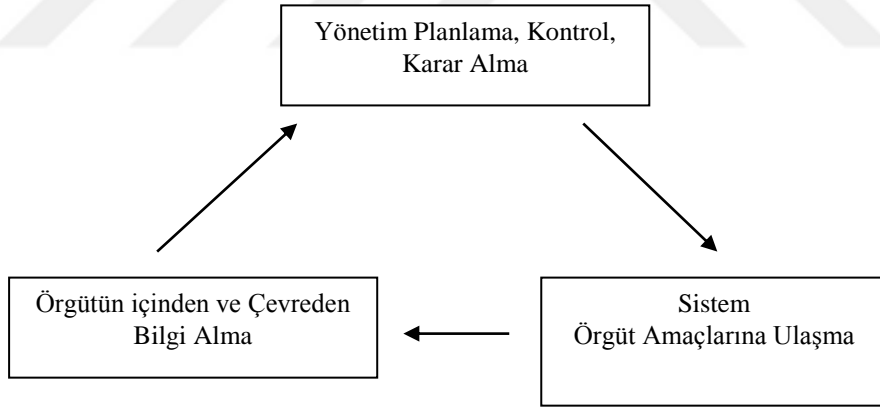 Yönetim Planlama, Kontrol,
Karar Alma
Örgütün içinden ve Çevreden
Bilgi Alma
Sistem
Örgüt Amaçlarına Ulaşma